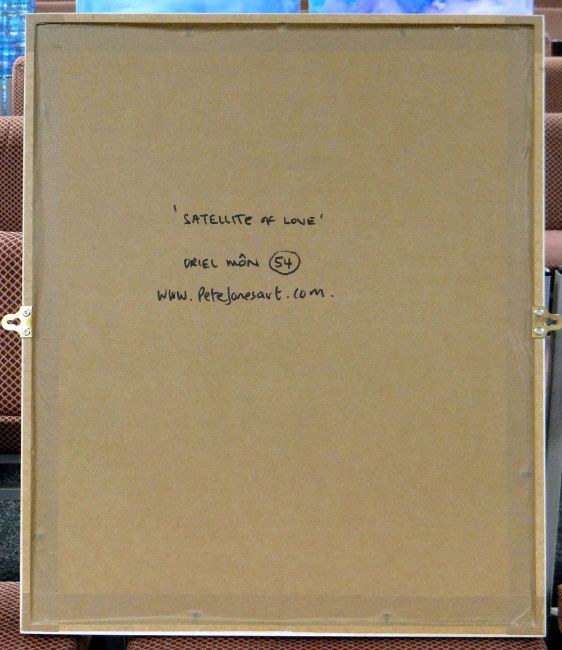 'SATELLITE OF LOVE'
ORIEL MÔN 54
www.PeteJonesart.com.